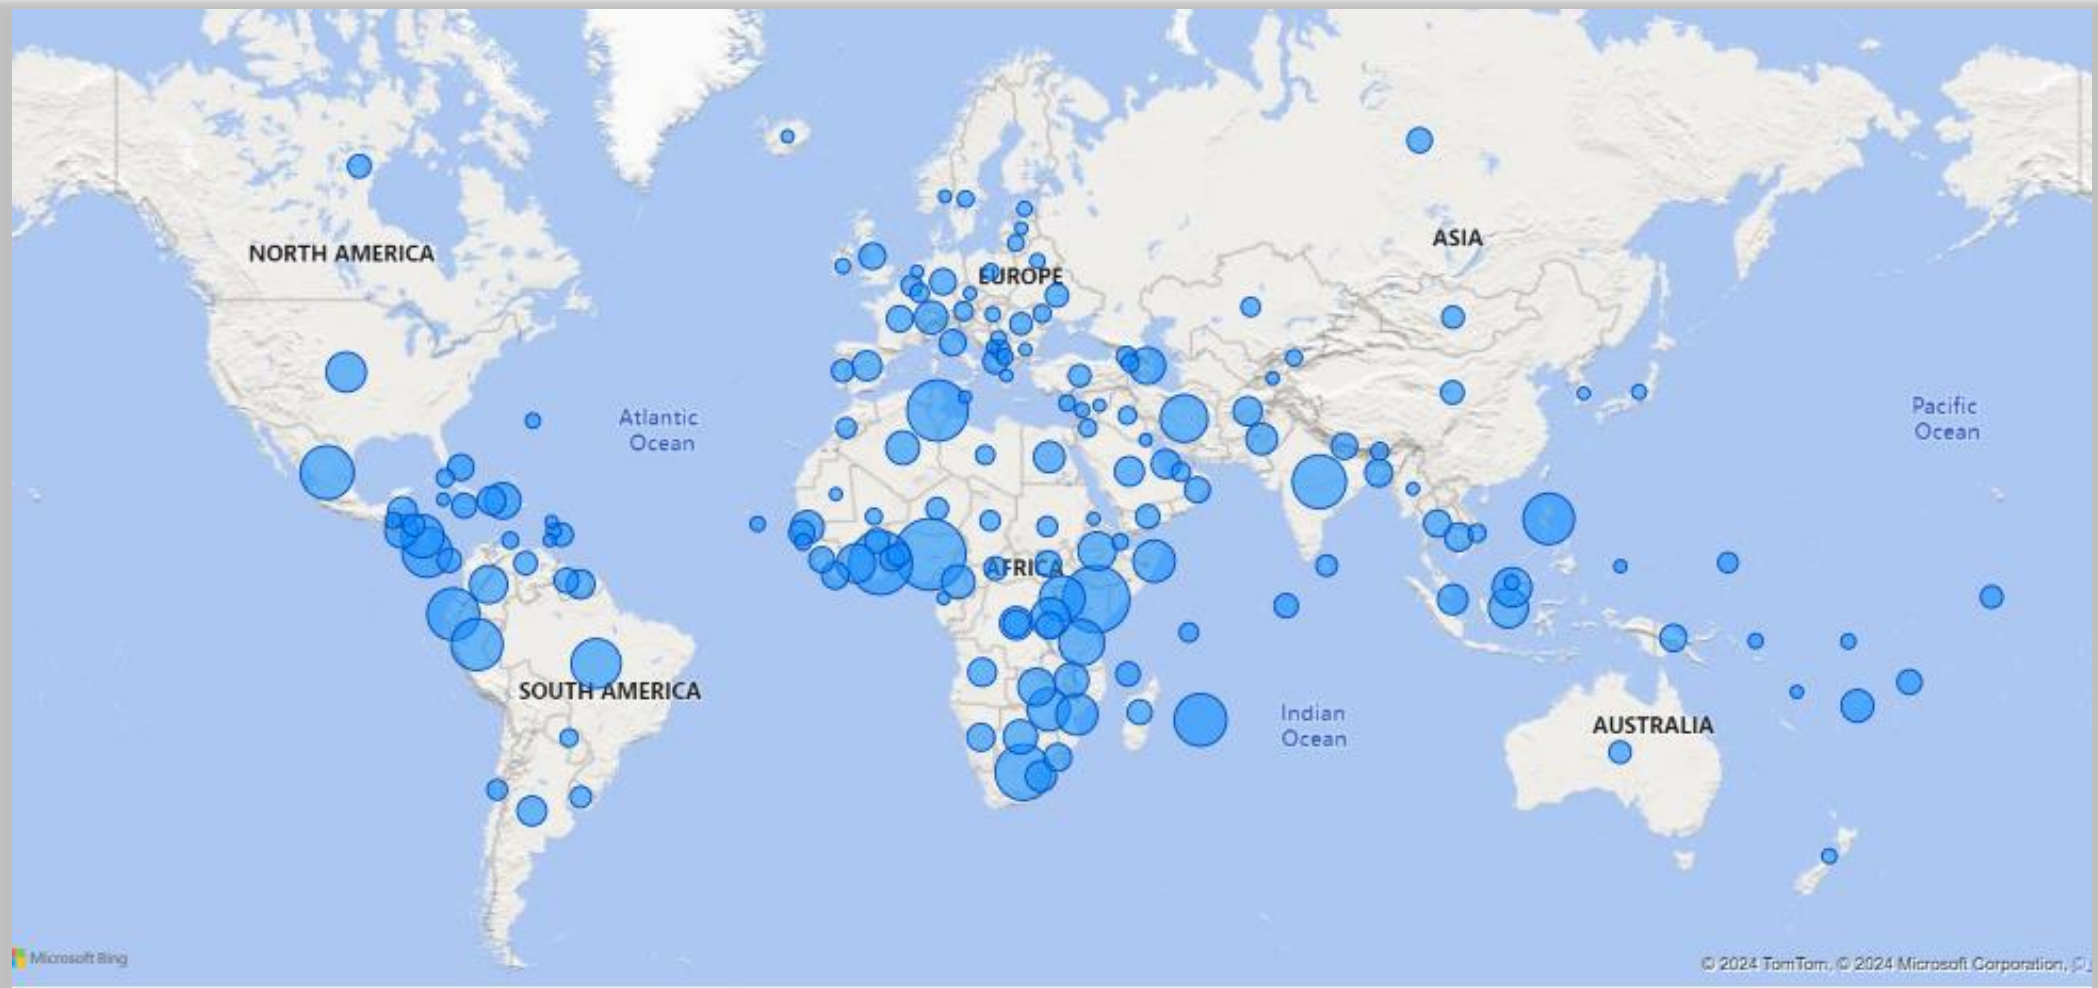 NORTH AMERICA
ASIA
EUROPE
Atlantic
Ocean
Pacific
Ocean
AFRICA
SOUTH AMERICA
Indian
Ocean
AUSTRALIA
Microsoft Bing
© 2024 TomTom, © 2024 Microsoft Corporation, ©